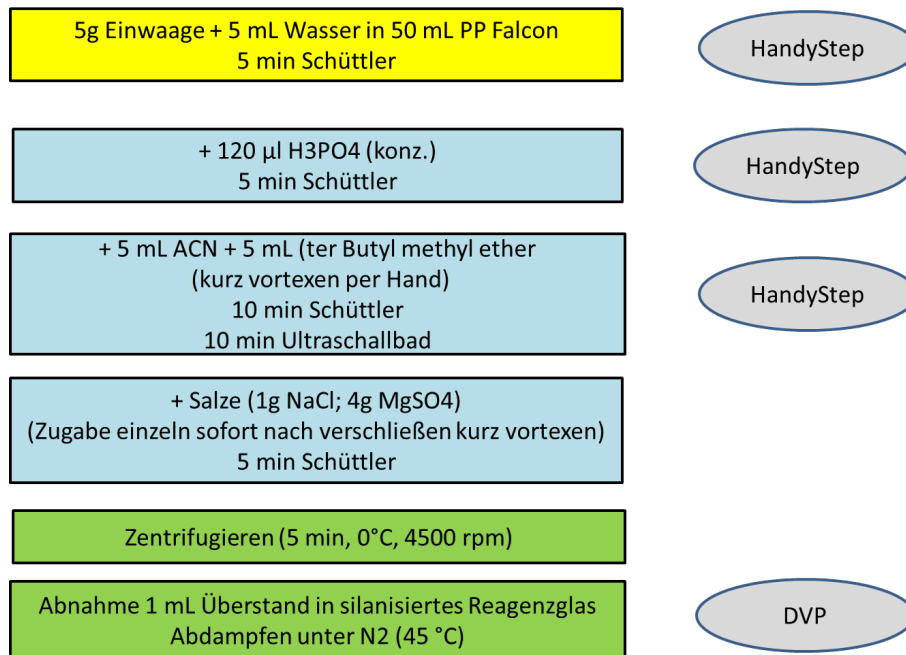 5g Einwaage + 5 mL Wasser in 50 mL PP Falcon
5 min Schüttler
HandyStep
+ 120 µl H3PO4 (konz.)
5 min Schüttler
HandyStep
+ 5 mL ACN + 5 mL (ter Butyl methyl ether
(kurz vortexen per Hand)
10 min Schüttler
10 min Ultraschallbad
HandyStep
+ Salze (1g NaCl; 4g MgSO4)
(Zugabe einzeln sofort nach verschließen kurz vortexen)
5 min Schüttler
Zentrifugieren (5 min, 0°C, 4500 rpm)
Abnahme 1 mL Überstand in silanisiertes Reagenzglas
Abdampfen unter N2 (45 °C)
DVP